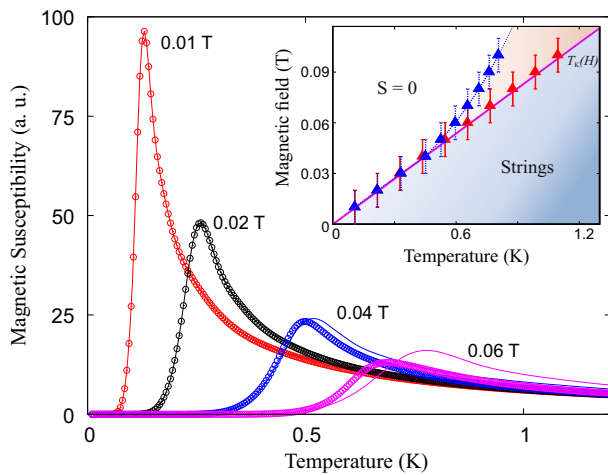 Magnetic Susceptibility (a. u.)
100
75
50
25
0
0
0.5
1
Temperature (K)
0.01 T
0.02 T
0.04 T
0.06 T
Magnetic field (T)
0.09
0.06
0.03
0
0
0.6
1.2
Temperature (K)
S = 0
T_K(H)
Strings